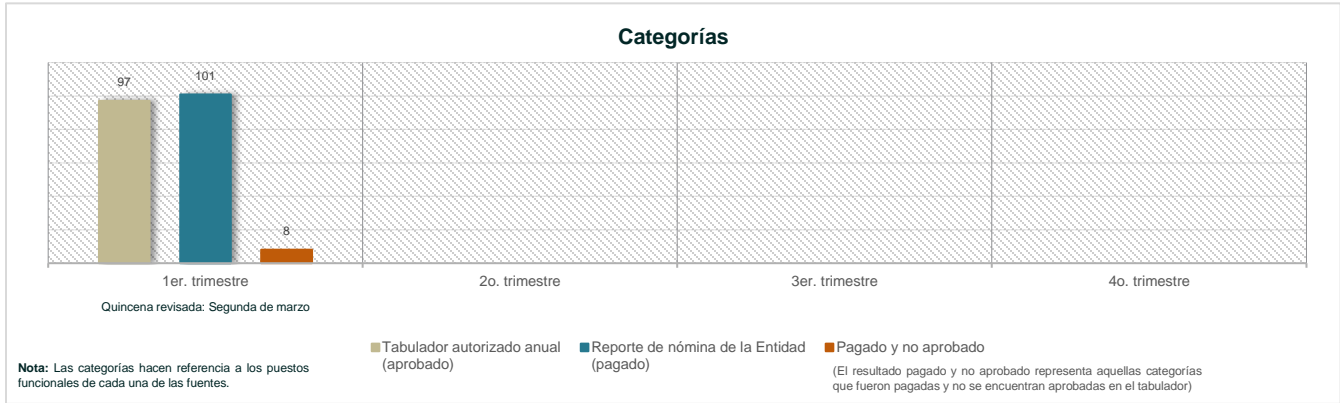 Categorías
97
101
8
1er. trimestre
2o. trimestre
3er. trimestre
4o. trimestre
Quincena revisada: Segunda de marzo
Tabulador autorizado anual
(aprobado)
Reporte de nómina de la Entidad
(pagado)
Pagado y no aprobado
(El resultado pagado y no aprobado representa aquellas categorías
que fueron pagadas y no se encuentran aprobadas en el tabulador)
Nota: Las categorías hacen referencia a los puestos
funcionales de cada una de las fuentes.